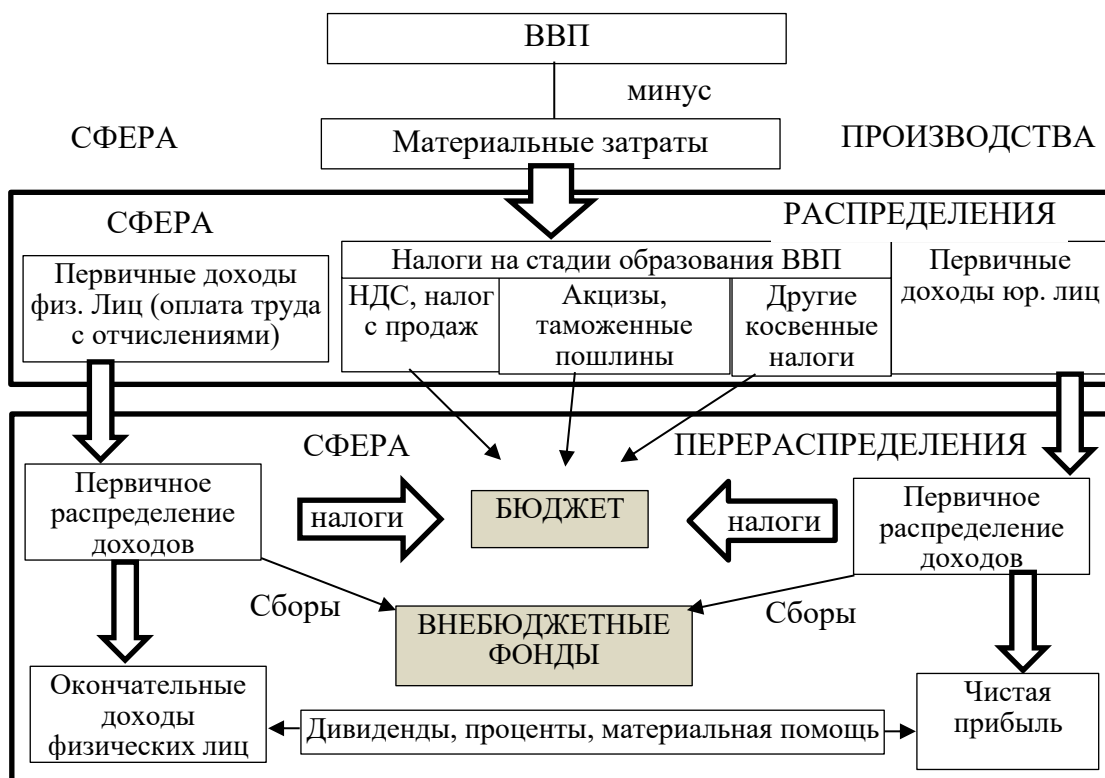 ВВП
минус
СФЕРА
ПРОИЗВОДСТВА
Материальные затраты
СФЕРА
РАСПРЕДЕЛЕНИЯ
Первичные доходы
физ. Лиц (оплата труда
с отчислениями)
Налоги на стадии образования ВВП
НДС, налог
с продаж
Акцизы,
таможенные
пошлины
Другие
косвенные
налоги
Первичные
доходы юр. лиц
СФЕРА
ПЕРЕРАСПРЕДЕЛЕНИЯ
Первичное
распределение
доходов
налоги
БЮДЖЕТ
налоги
Первичное
распределение
доходов
Сборы
ВНЕБЮДЖЕТНЫЕ
ФОНДЫ
Сборы
Окончательные
доходы
физических лиц
Дивиденды, проценты, материальная помощь
Чистая
прибыль